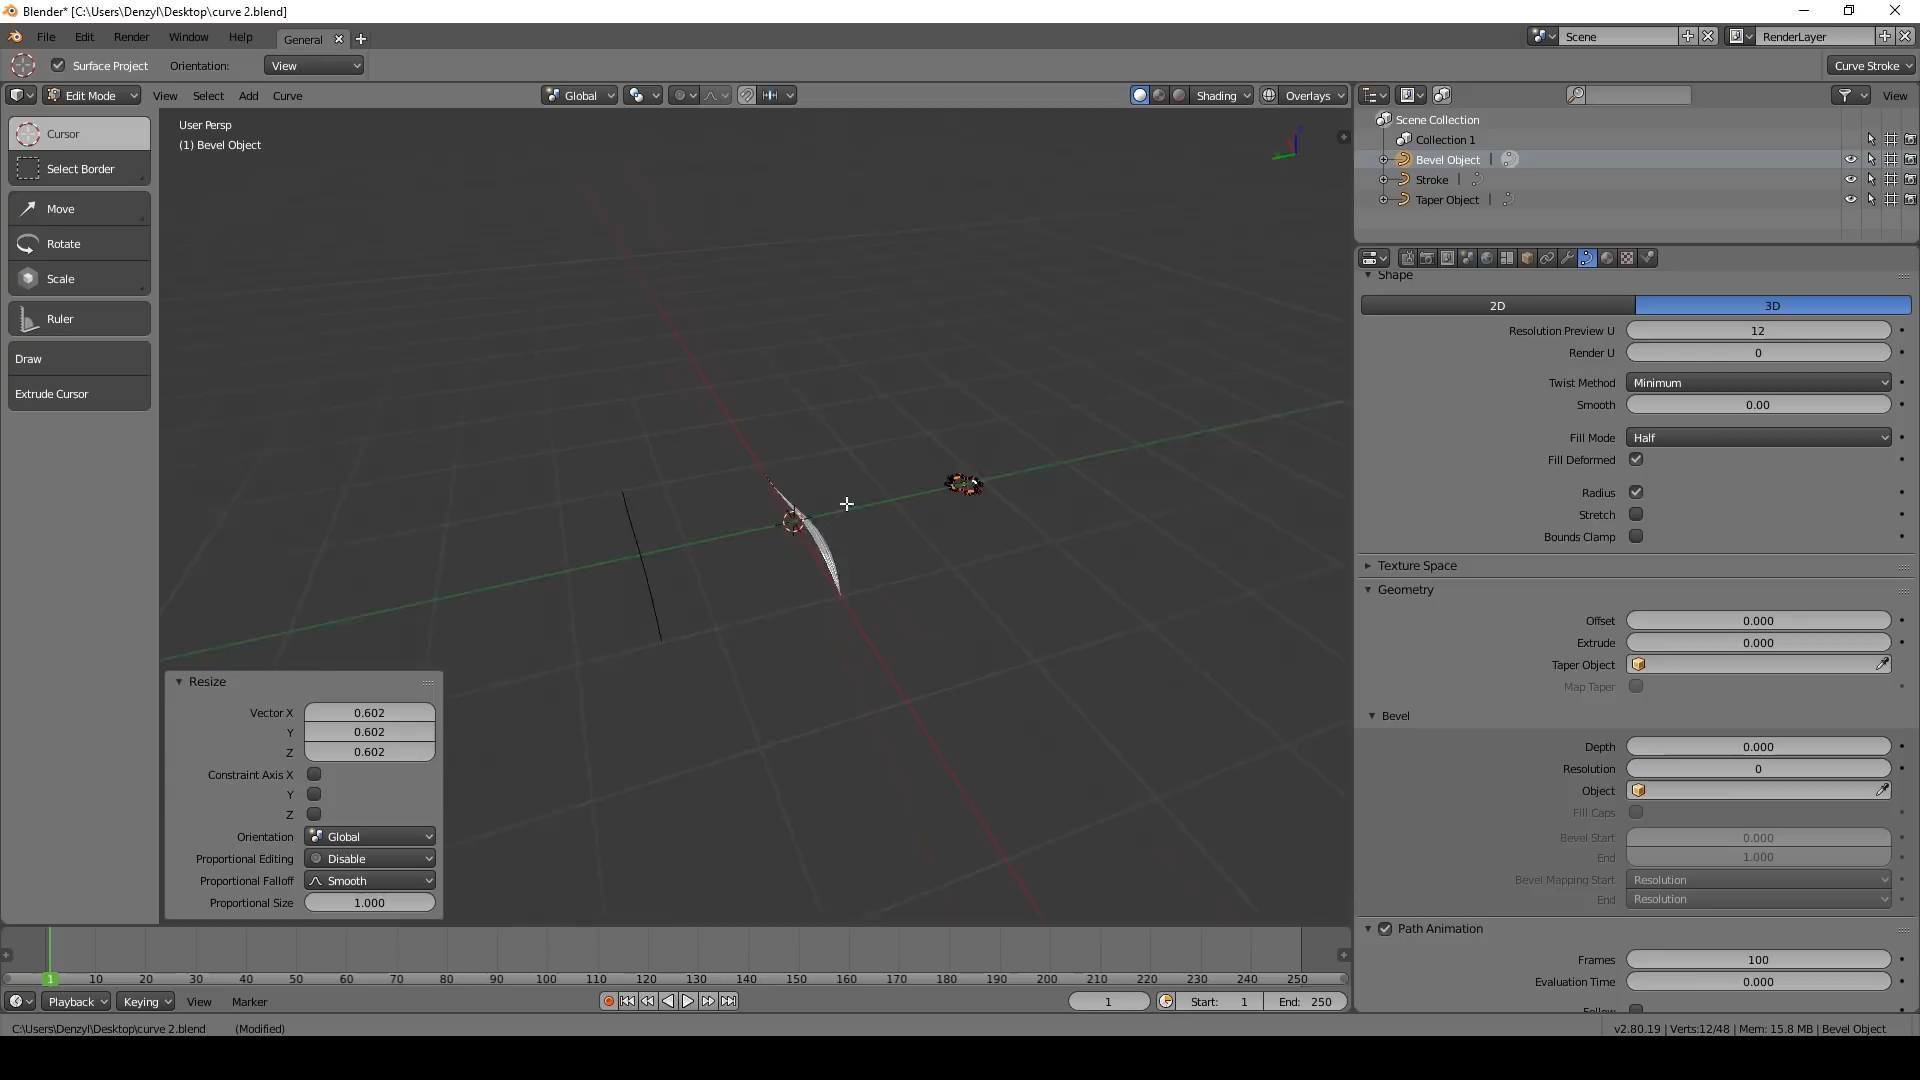 Blender* [C:\Users\Denzyl\Desktop\curve 2.blend]
File Edit Render Window Help General Scene RenderLayer
Surface Project Orientation: View Curve Stroke
Edit Mode View Select Add Curve Global Shading Overlays View
Cursor
Select Border
Move
Rotate
Scale
Ruler
Draw
Extrude Cursor
User Persp
(1) Bevel Object
Resize
Vector X 0.602
Y 0.602
Z 0.602
Constraint Axis X
Y
Z
Orientation Global
Proportional Editing Disable
Proportional Falloff Smooth
Proportional Size 1.000
Scene Collection
Collection 1
Bevel Object
Stroke
Taper Object
Shape
2D 3D
Resolution Preview U 12
Render U 0
Twist Method Minimum
Smooth 0.00
Fill Mode Half
Fill Deformed
Radius
Stretch
Bounds Clamp
Texture Space
Geometry
Offset 0.000
Extrude 0.000
Taper Object
Map Taper
Bevel
Depth 0.000
Resolution 0
Object
Fill Caps
Bevel Start 0.000
End 1.000
Bevel Mapping Start Resolution
End Resolution
Path Animation
Frames 100
Evaluation Time 0.000
Follow
1 10 20 30 40 50 60 70 80 90 100 110 120 130 140 150 160 170 180 190 200 210 220 230 240 250
Playback Keying View Marker 1 Start: 1 End: 250
C:\Users\Denzyl\Desktop\curve 2.blend (Modified) v2.80.19 | Verts:12/48 | Mem: 15.8 MB | Bevel Object